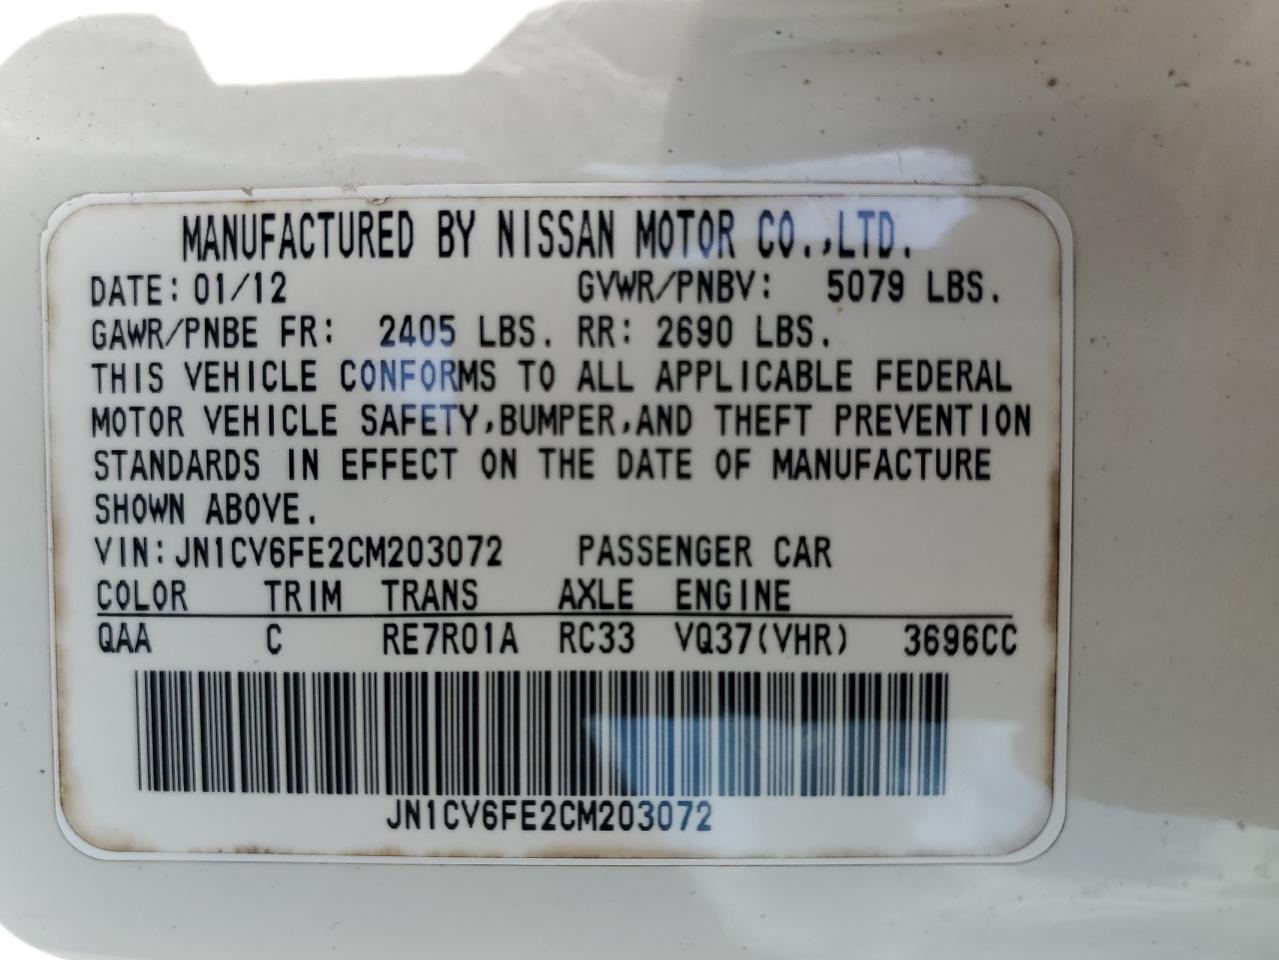 MANUFACTURED BY NISSAN MOTOR CO.,LTD.
DATE: 01/12 GVWR/PNBV: 5079 LBS.
GAWR/PNBE FR: 2405 LBS. RR: 2690 LBS.
THIS VEHICLE CONFORMS TO ALL APPLICABLE FEDERAL
MOTOR VEHICLE SAFETY,BUMPER,AND THEFT PREVENTION
STANDARDS IN EFFECT ON THE DATE OF MANUFACTURE
SHOWN ABOVE.
VIN:JN1CV6FE2CM203072 PASSENGER CAR
COLOR TRIM TRANS AXLE ENGINE
QAA C RE7R01A RC33 VQ37(VHR) 3696CC
JN1CV6FE2CM203072